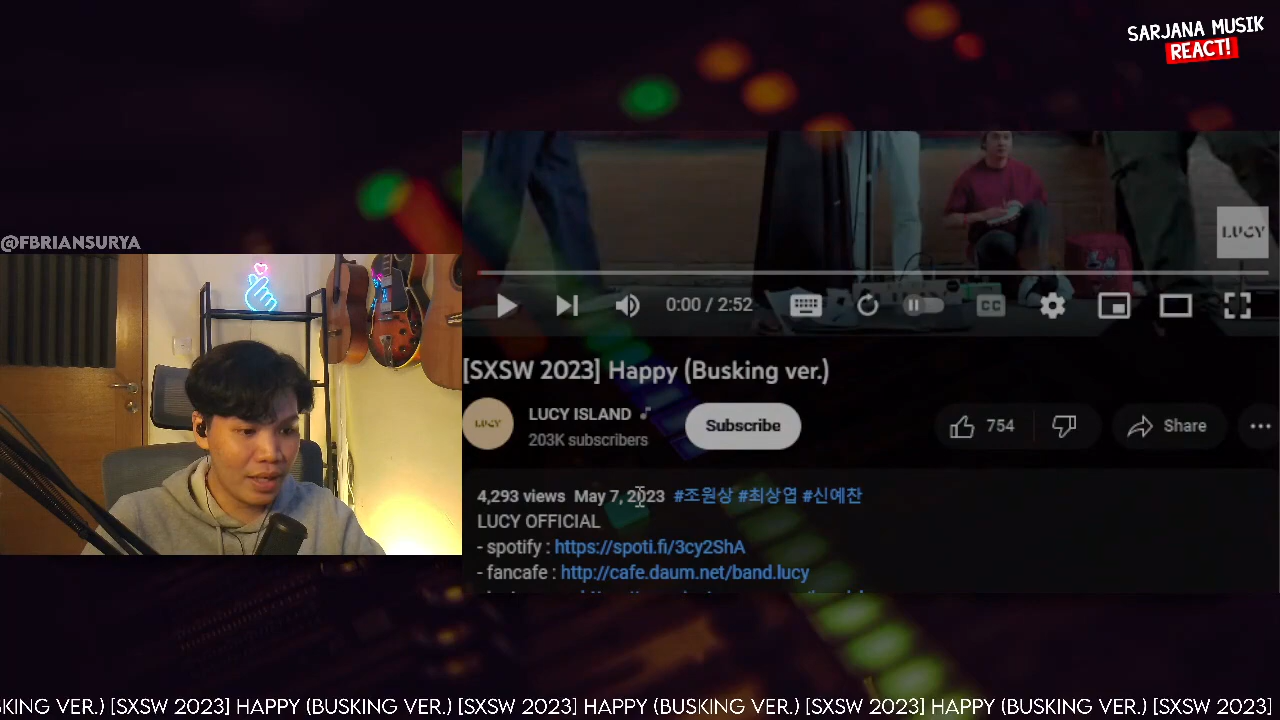 SARJANA MUSIK
REACT!
@FBRIANSURYA
LUCY
0:00 / 2:52
CC
[SXSW 2023] Happy (Busking ver.)
LUCY
LUCY ISLAND
203K subscribers
Subscribe
754
Share
4,293 views May 7, 2023 #조원상 #최상엽 #신예찬
LUCY OFFICIAL
- spotify : https://spoti.fi/3cy2ShA
- fancafe : http://cafe.daum.net/band.lucy
KING VER.) [SXSW 2023] HAPPY (BUSKING VER.) [SXSW 2023] HAPPY (BUSKING VER.) [SXSW 2023] HAPPY (BUSKING VER.) [SXSW 2023]